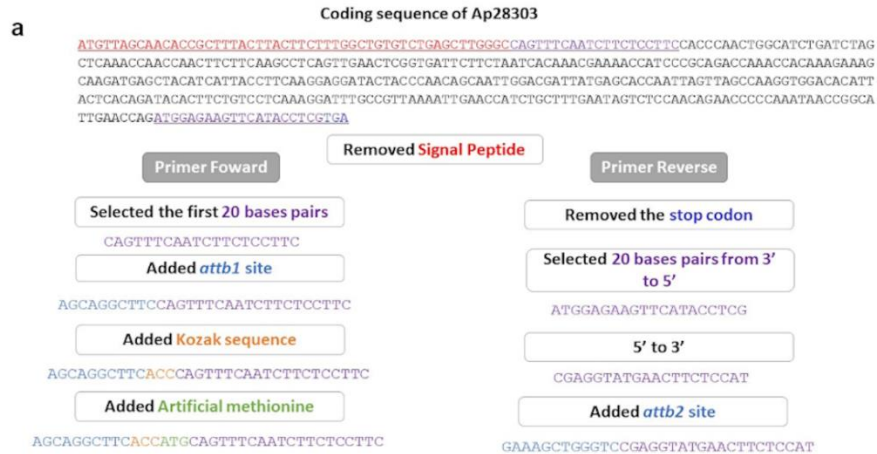 Coding sequence of Ap28303
a
ATGTTAGCAACACCGCTTTACTTACTTCTTTGGCTGTGTCTGAGCTTGGGCCAGTTTCAATCTTCTCCTTCCACCCAACTGGCATCTGATCTAG
CTCAAACCAACCAACTTCTTCAAGCCTCAGTTGAACTCGGTGATTCTTCTAATCACAAACGAAAACCATCCCGCAGACCAAACCACAAAGAAAG
CAAGATGAGCTACATCATTACCTTCAAGGAGGATACTACCCAACAGCAATTGGACGATTATGAGCACCAATTAGTTAGCCAAGGTGGACACATT
ACTCACAGATACACTTCTGTCCTCAAAGGATTTGCCGTTAAAATTGAACCATCTGCTTTGAATAGTCTCCAACAGAACCCCCAAATAACCGGCA
TTGAACCAGATGGAGAAGTTCATACCTCGTGA
Removed Signal Peptide
Primer Foward
Primer Reverse
Selected the first 20 bases pairs
CAGTTTCAATCTTCTCCTTC
Added attb1 site
AGCAGGCTTCCAGTTTCAATCTTCTCCTTC
Added Kozak sequence
AGCAGGCTTCACCCAGTTTCAATCTTCTCCTTC
Added Artificial methionine
AGCAGGCTTCACCATGCAGTTTCAATCTTCTCCTTC
Removed the stop codon
Selected 20 bases pairs from 3’
to 5’
ATGGAGAAGTTCATACCTCG
5’ to 3’
CGAGGTATGAACTTCTCCAT
Added attb2 site
GAAAGCTGGGTCCGAGGTATGAACTTCTCCAT